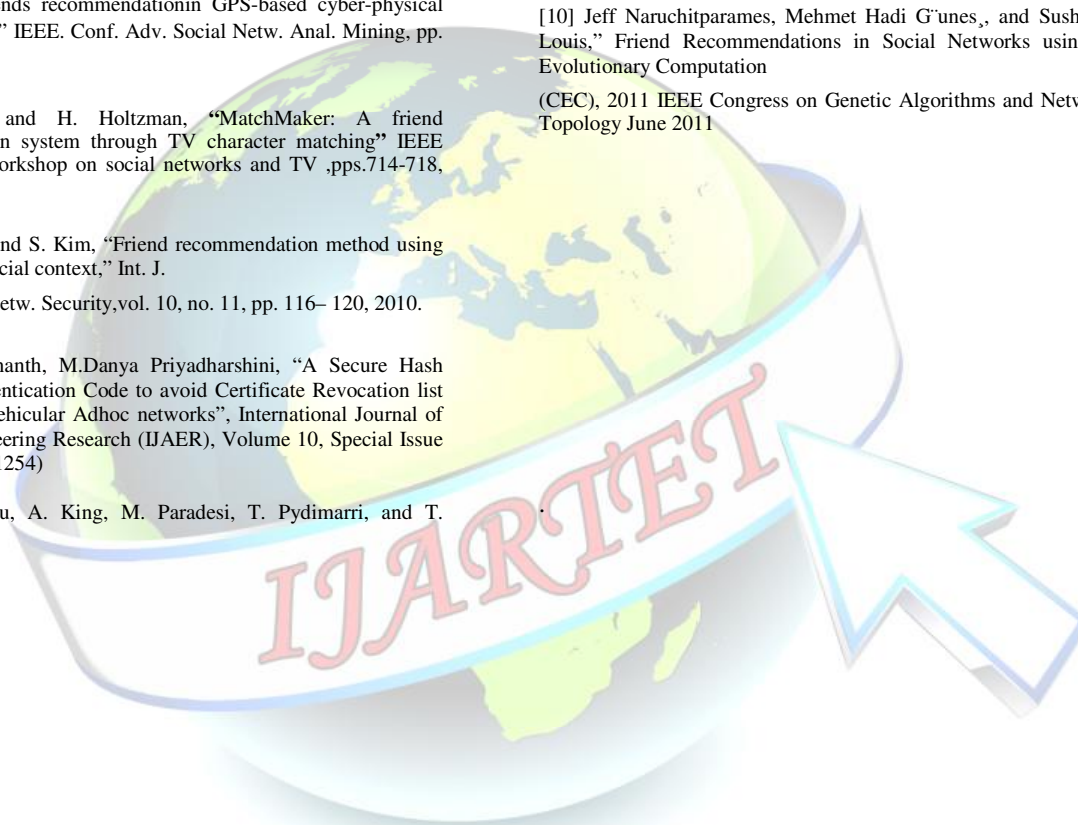 ends recommendationin GPS-based cyber-physical
” IEEE. Conf. Adv. Social Netw. Anal. Mining, pp.
and H. Holtzman, “MatchMaker: A friend
n system through TV character matching” IEEE
orkshop on social networks and TV ,pps.714-718,
nd S. Kim, “Friend recommendation method using
cial context,” Int. J.
etw. Security,vol. 10, no. 11, pp. 116– 120, 2010.
nanth, M.Danya Priyadharshini, “A Secure Hash
entication Code to avoid Certificate Revocation list
ehicular Adhoc networks”, International Journal of
eering Research (IJAER), Volume 10, Special Issue
1254)
u, A. King, M. Paradesi, T. Pydimarri, and T.
[10] Jeff Naruchitparames, Mehmet Hadi G¨unes¸, and Sush
Louis,” Friend Recommendations in Social Networks usin
Evolutionary Computation
(CEC), 2011 IEEE Congress on Genetic Algorithms and Netw
Topology June 2011
.
IJARTET